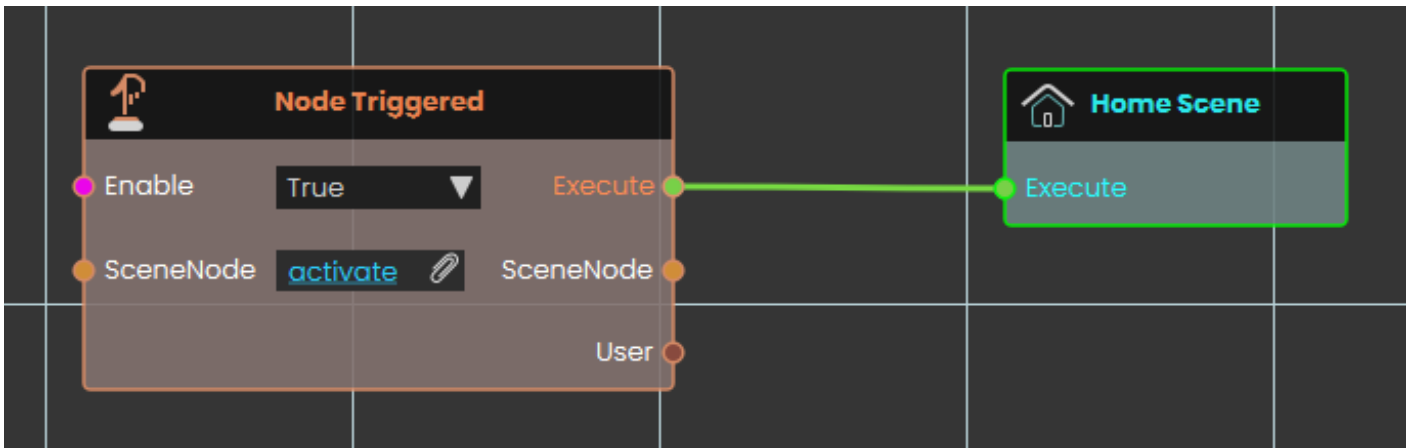 Node Triggered
Home Scene
Enable True Execute
Execute
SceneNode activate SceneNode
User